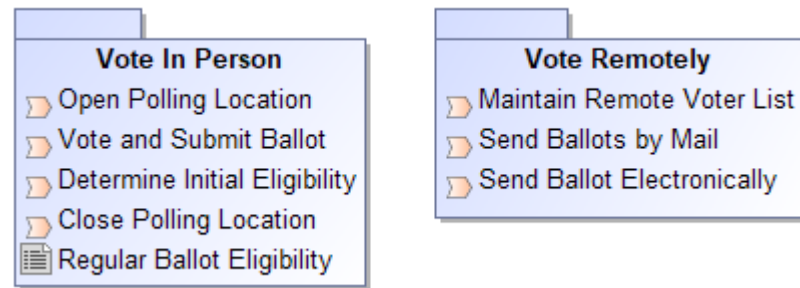 Vote In Person
Open Polling Location
Vote and Submit Ballot
Determine Initial Eligibility
Close Polling Location
Regular Ballot Eligibility
Vote Remotely
Maintain Remote Voter List
Send Ballots by Mail
Send Ballot Electronically